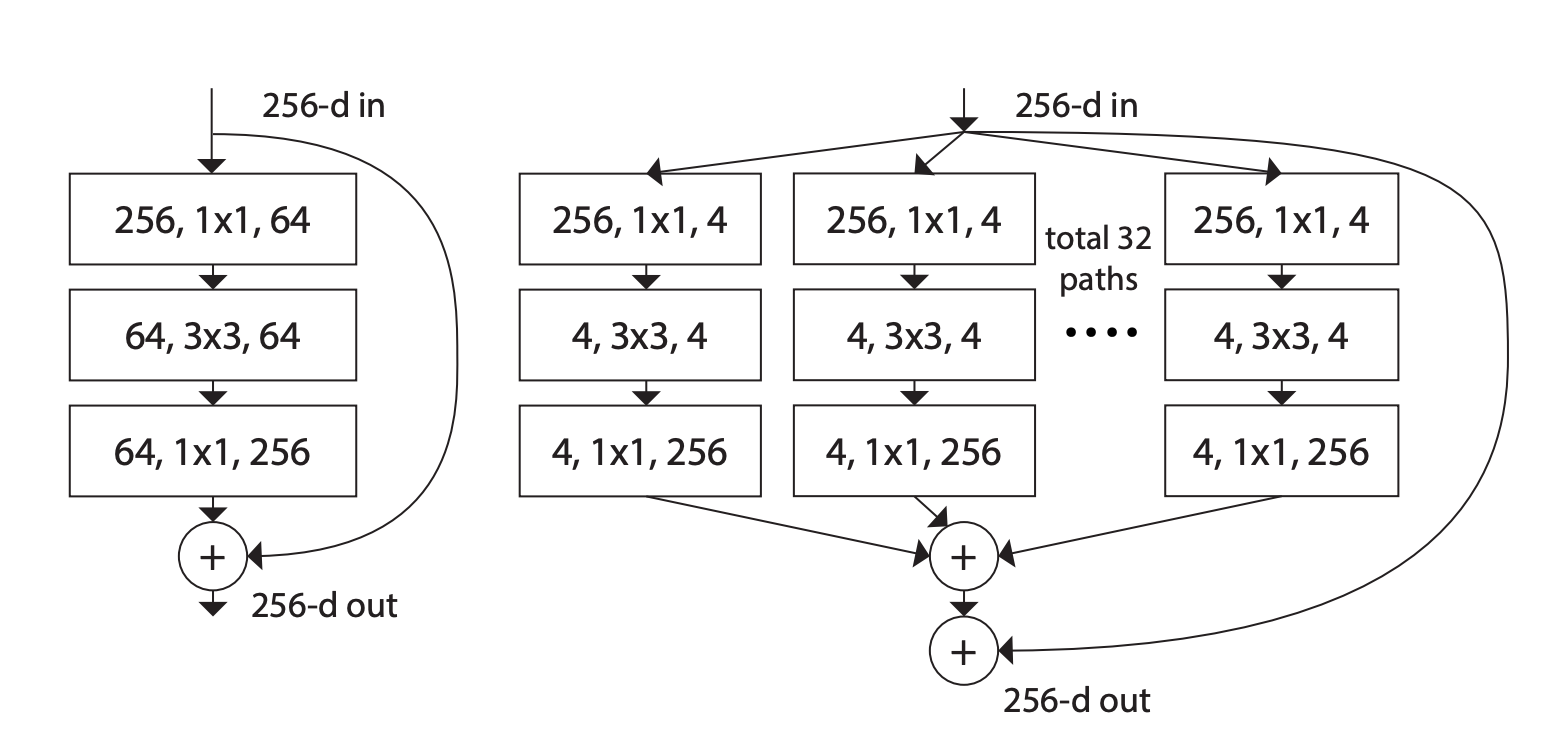 256-d in
256, 1x1, 64
64, 3x3, 64
64, 1x1, 256
+
256-d out
256-d in
256, 1x1, 4
256, 1x1, 4
total 32
paths
••••
256, 1x1, 4
4, 3x3, 4
4, 3x3, 4
4, 3x3, 4
4, 1x1, 256
4, 1x1, 256
4, 1x1, 256
+
+
256-d out